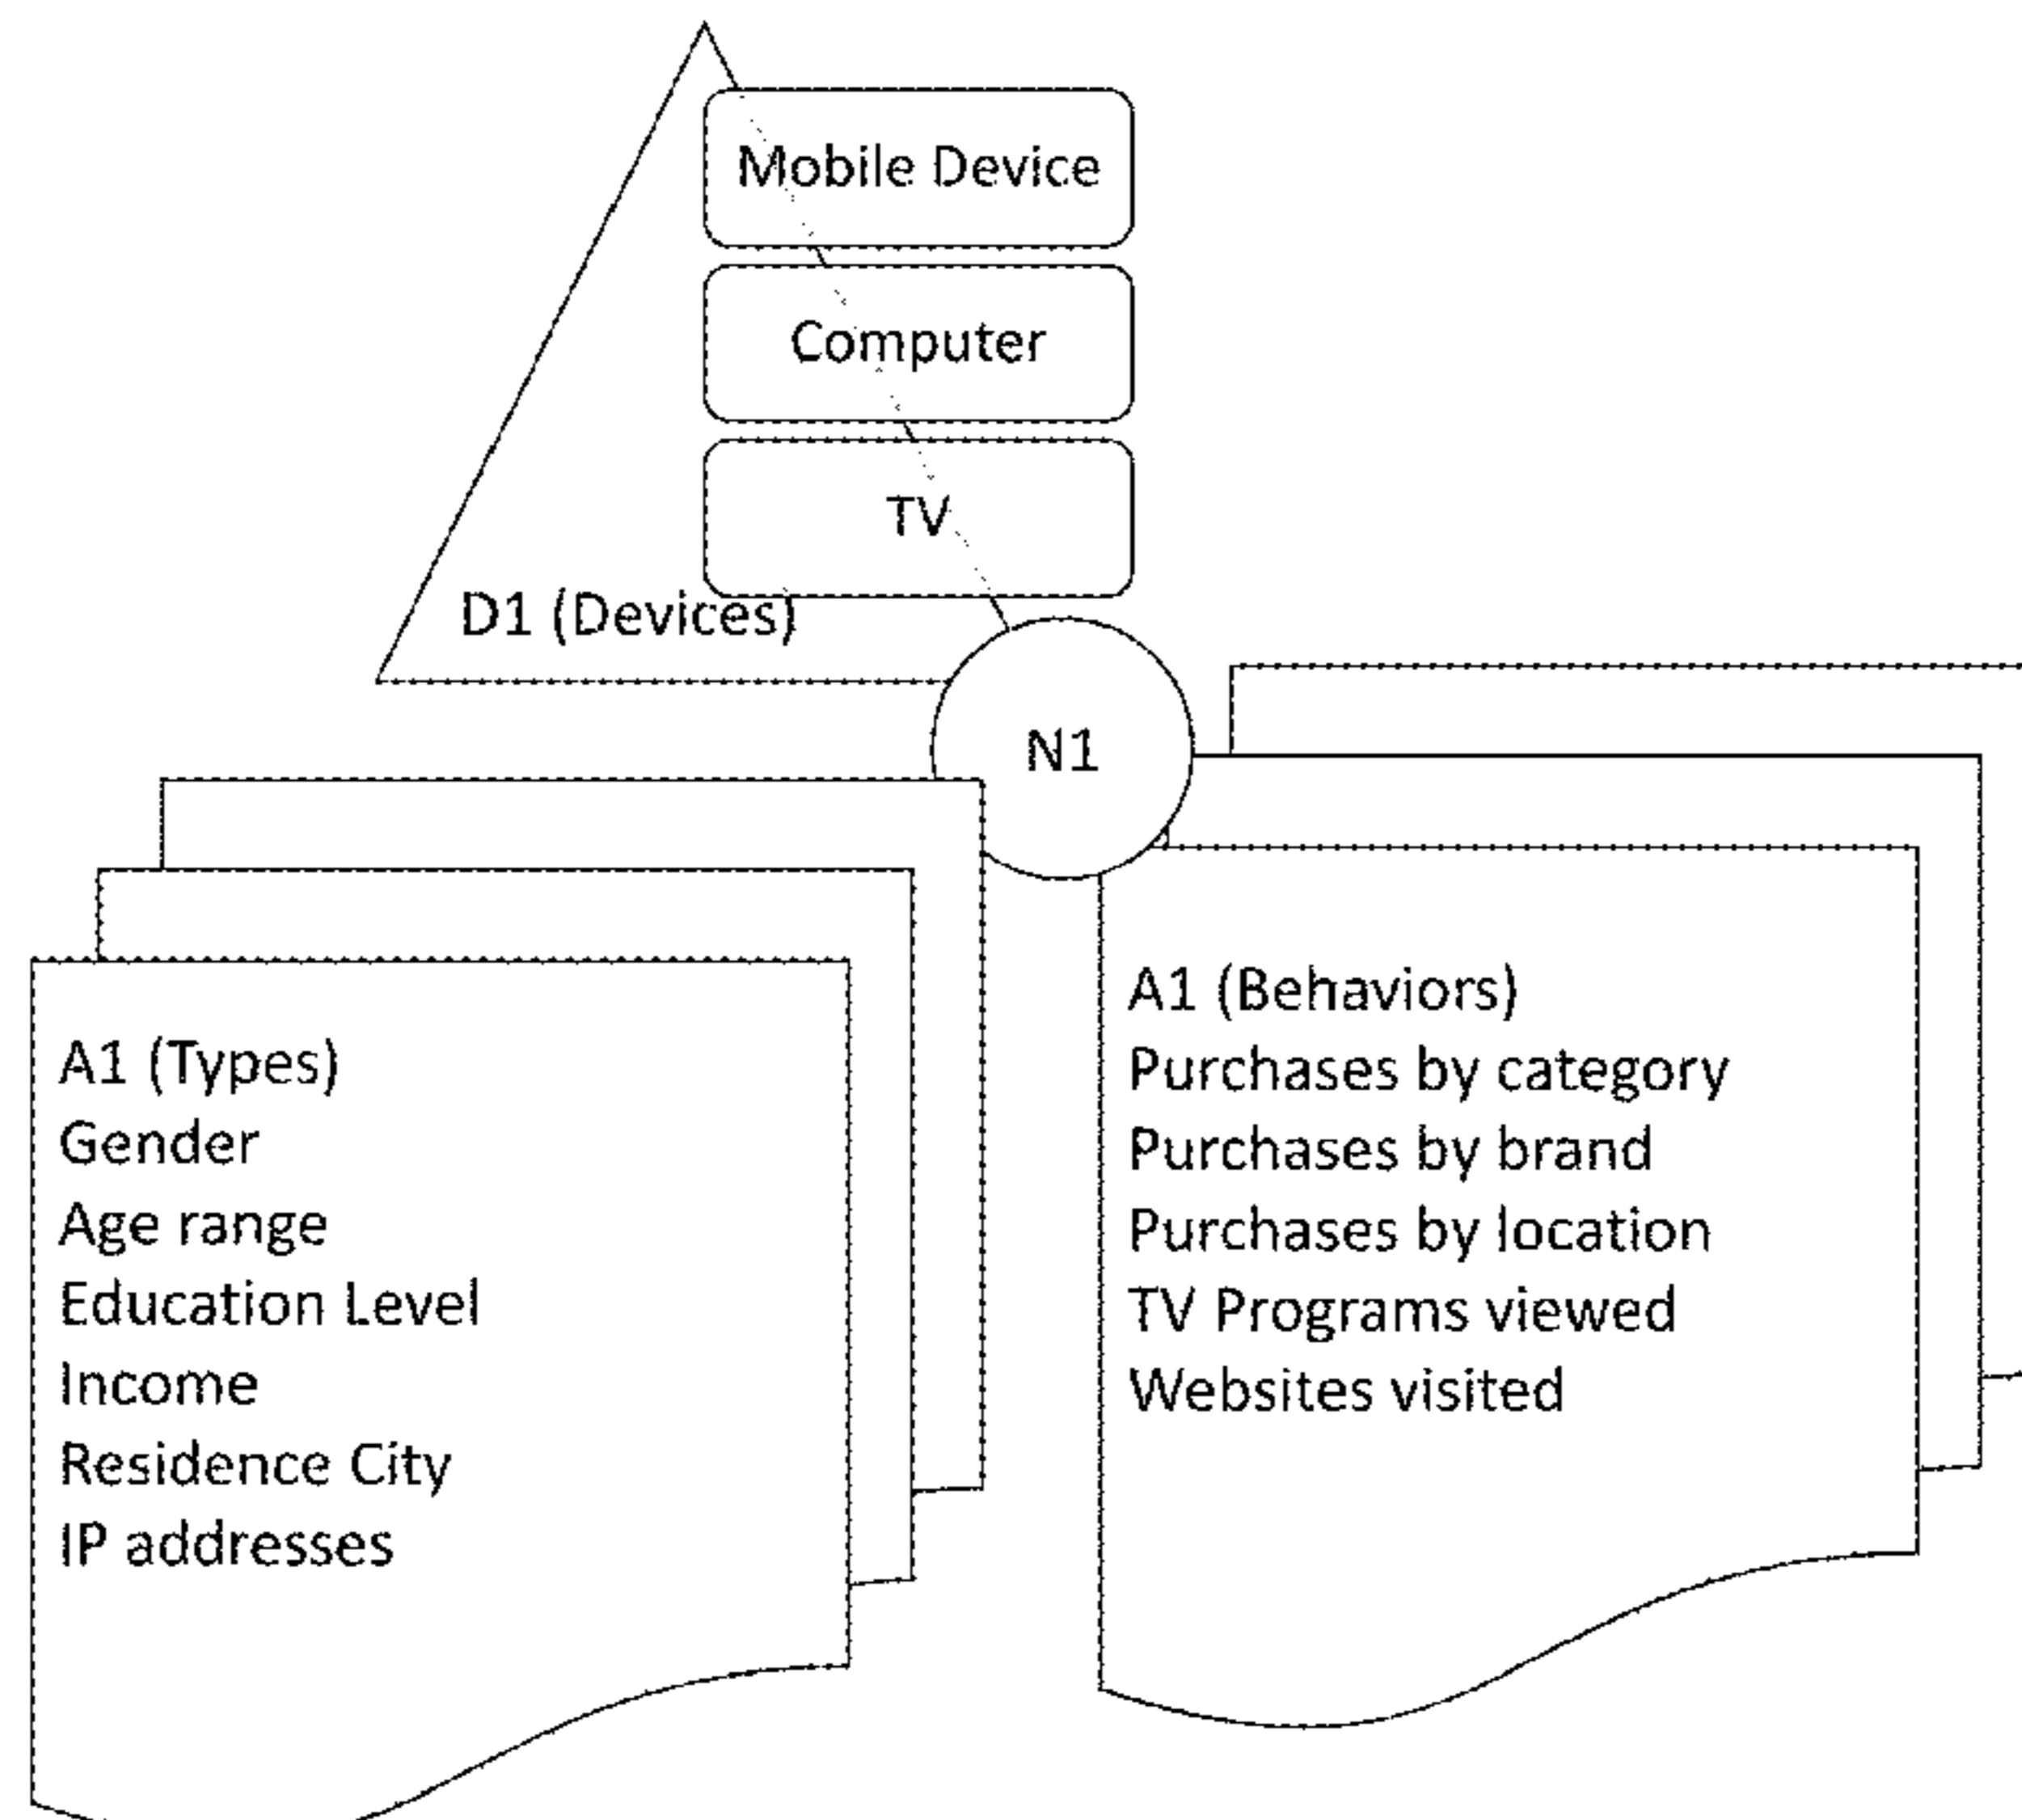 Mobile Device
Computer
TV
D1 (Devices)
N1
A1 (Types)
Gender
Age range
Education Level
Income
Residence City
IP addresses
A1 (Behaviors)
Purchases by category
Purchases by brand
Purchases by location
TV Programs viewed
Websites visited